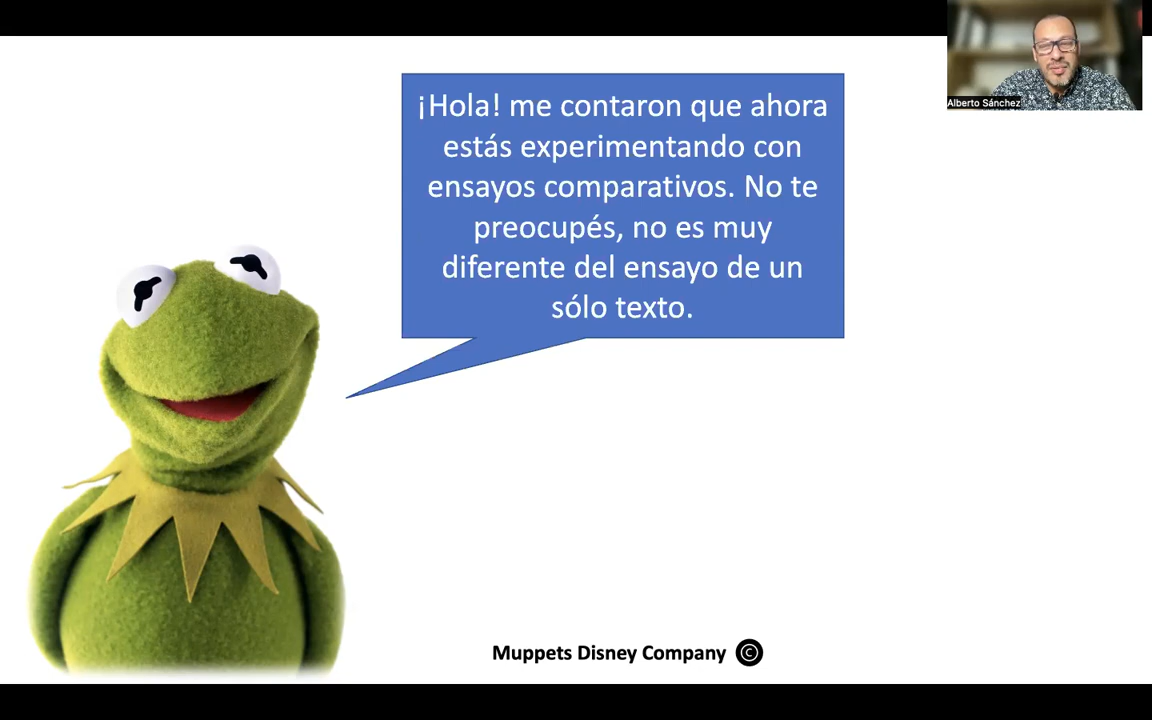 ¡Hola! me contaron que ahora
estás experimentando con
ensayos comparativos. No te
preocupés, no es muy
diferente del ensayo de un
sólo texto.
Alberto Sánchez
Muppets Disney Company ©